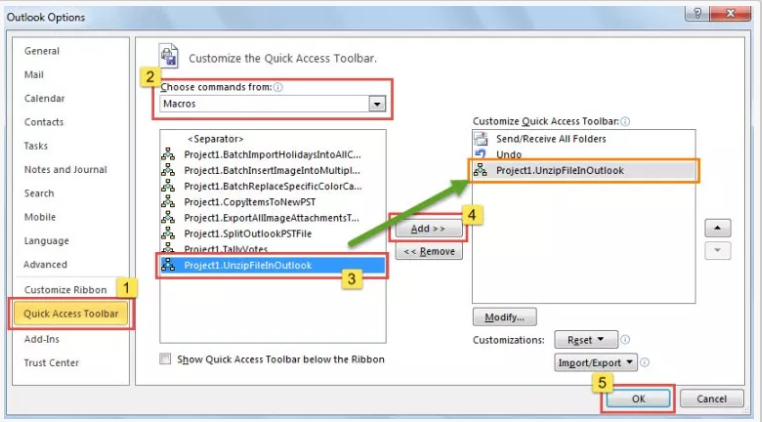 Outlook Options
General
Mail
Calendar
Contacts
Tasks
Notes and Journal
Search
Mobile
Language
Advanced
Customize Ribbon
1
Quick Access Toolbar
Add-Ins
Trust Center
Customize the Quick Access Toolbar.
2
Choose commands from:
Macros
<Separator>
Project1.BatchImportHolidaysIntoAllC...
Project1.BatchInsertImageIntoMultipl...
Project1.BatchReplaceSpecificColorCa...
Project1.CopyItemsToNewPST
Project1.ExportAllImageAttachmentsT...
Project1.SplitOutlookPSTFile
Project1.TallyVotes
Project1.UnzipFileInOutlook
3
Show Quick Access Toolbar below the Ribbon
4
Add >>
<< Remove
Customize Quick Access Toolbar:
Send/Receive All Folders
Undo
Project1.UnzipFileInOutlook
Modify...
Customizations:
Reset
Import/Export
5
OK
Cancel